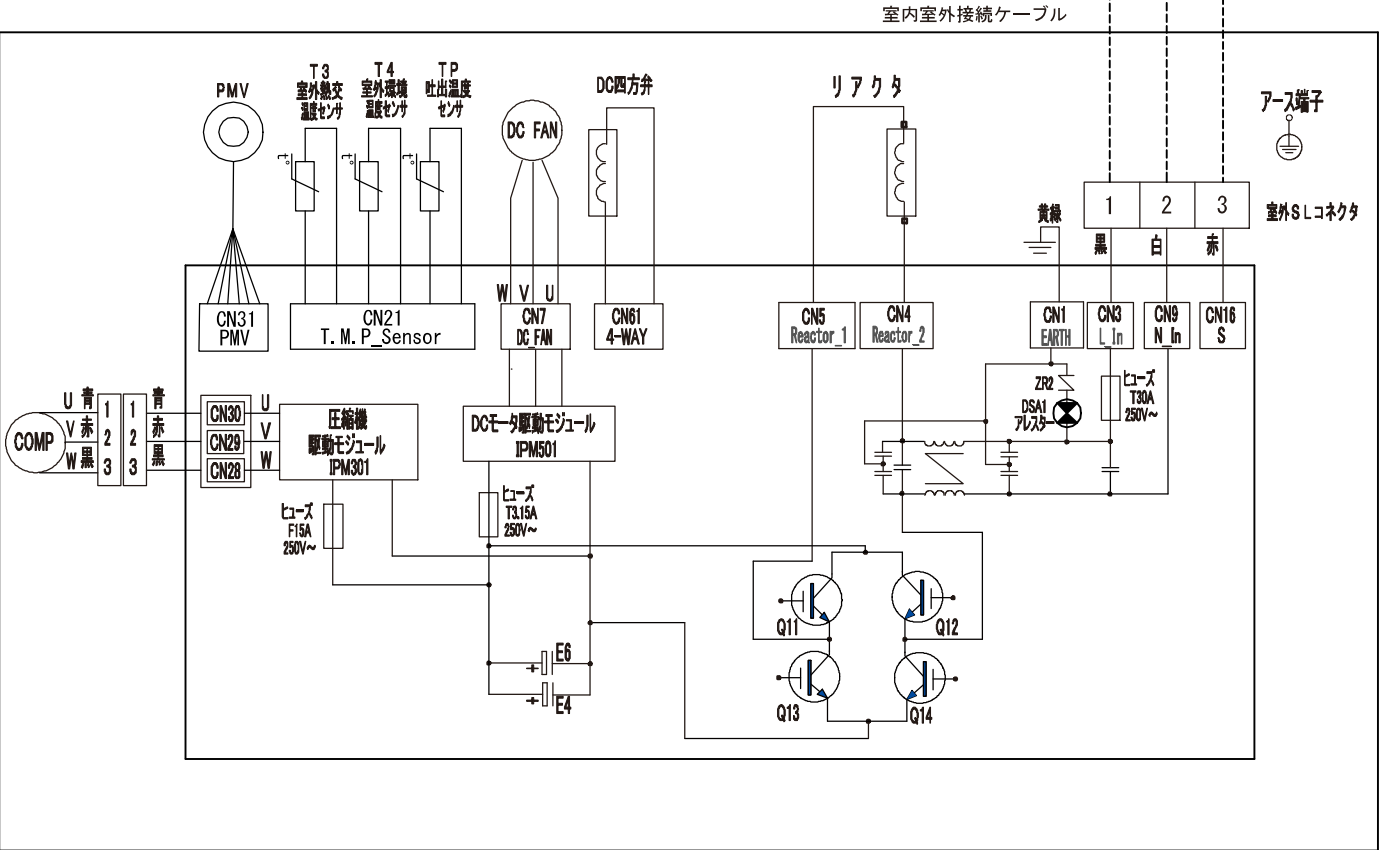 室内室外接続ケーブル
PMV
T3
室外熱交
温度センサ
T4
室外環境
温度センサ
TP
吐出温度
センサ
DC FAN
DC四方弁
リアクタ
アース端子
t°
t°
t°
1
2
3
室外SLコネクタ
黄緑
黒
白
赤
W V U
CN31
PMV
CN21
T.M.P_Sensor
CN7
DC_FAN
CN61
4-WAY
CN5
Reactor_1
CN4
Reactor_2
CN1
EARTH
CN3
L_In
CN9
N_In
CN16
S
COMP
U 青
V 赤
W 黒
1
2
3
1
2
3
青
赤
黒
CN30
CN29
CN28
U
V
W
圧縮機
駆動モジュール
IPM301
DCモータ駆動モジュール
IPM501
ZR2
DSA1
アレスター
ヒューズ
T30A
250V~
ヒューズ
F15A
250V~
ヒューズ
T3.15A
250V~
Q11
Q12
Q13
Q14
+
E6
+
E4